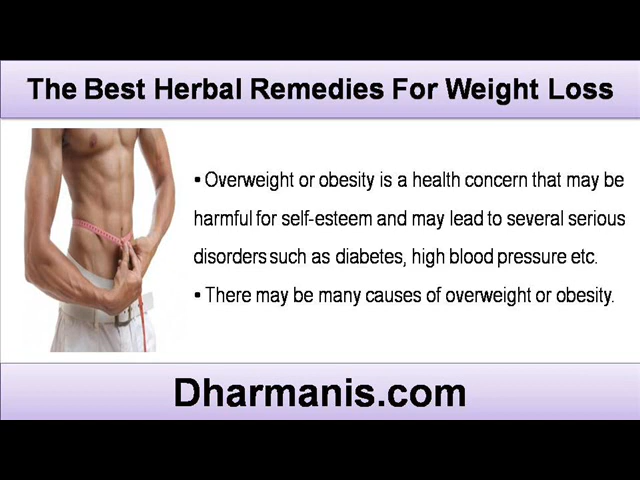 The Best Herbal Remedies For Weight Loss
• Overweight or obesity is a health concern that may be
harmful for self-esteem and may lead to several serious
disorders such as diabetes, high blood pressure etc.
• There may be many causes of overweight or obesity.
Dharmanis.com